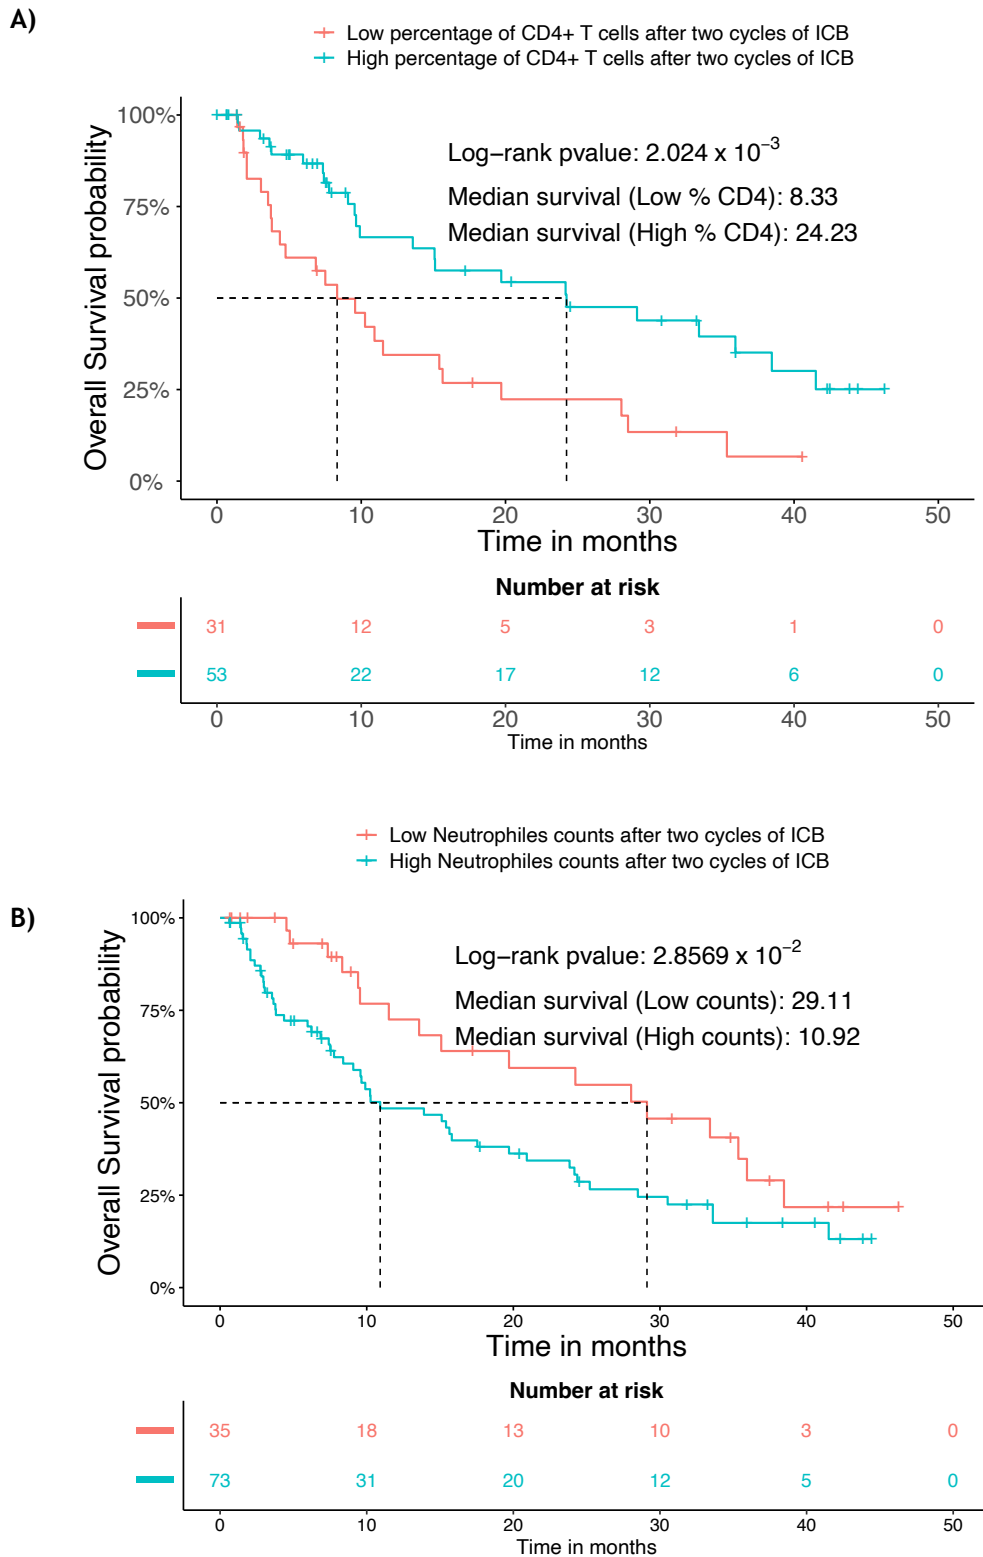 A)
Low percentage of CD4+ T cells after two cycles of ICB
High percentage of CD4+ T cells after two cycles of ICB
Overall Survival probability
100%
75%
50%
25%
0%
Log−rank pvalue: 2.024 x 10−3
Median survival (Low % CD4): 8.33
Median survival (High % CD4): 24.23
0 10 20 30 40 50
Time in months
Number at risk
31 12 5 3 1 0
53 22 17 12 6 0
0 10 20 30 40 50
Time in months
Low Neutrophiles counts after two cycles of ICB
High Neutrophiles counts after two cycles of ICB
B)
Overall Survival probability
100%
75%
50%
25%
0%
Log−rank pvalue: 2.8569 x 10−2
Median survival (Low counts): 29.11
Median survival (High counts): 10.92
0 10 20 30 40 50
Time in months
Number at risk
35 18 13 10 3 0
73 31 20 12 5 0
0 10 20 30 40 50
Time in months